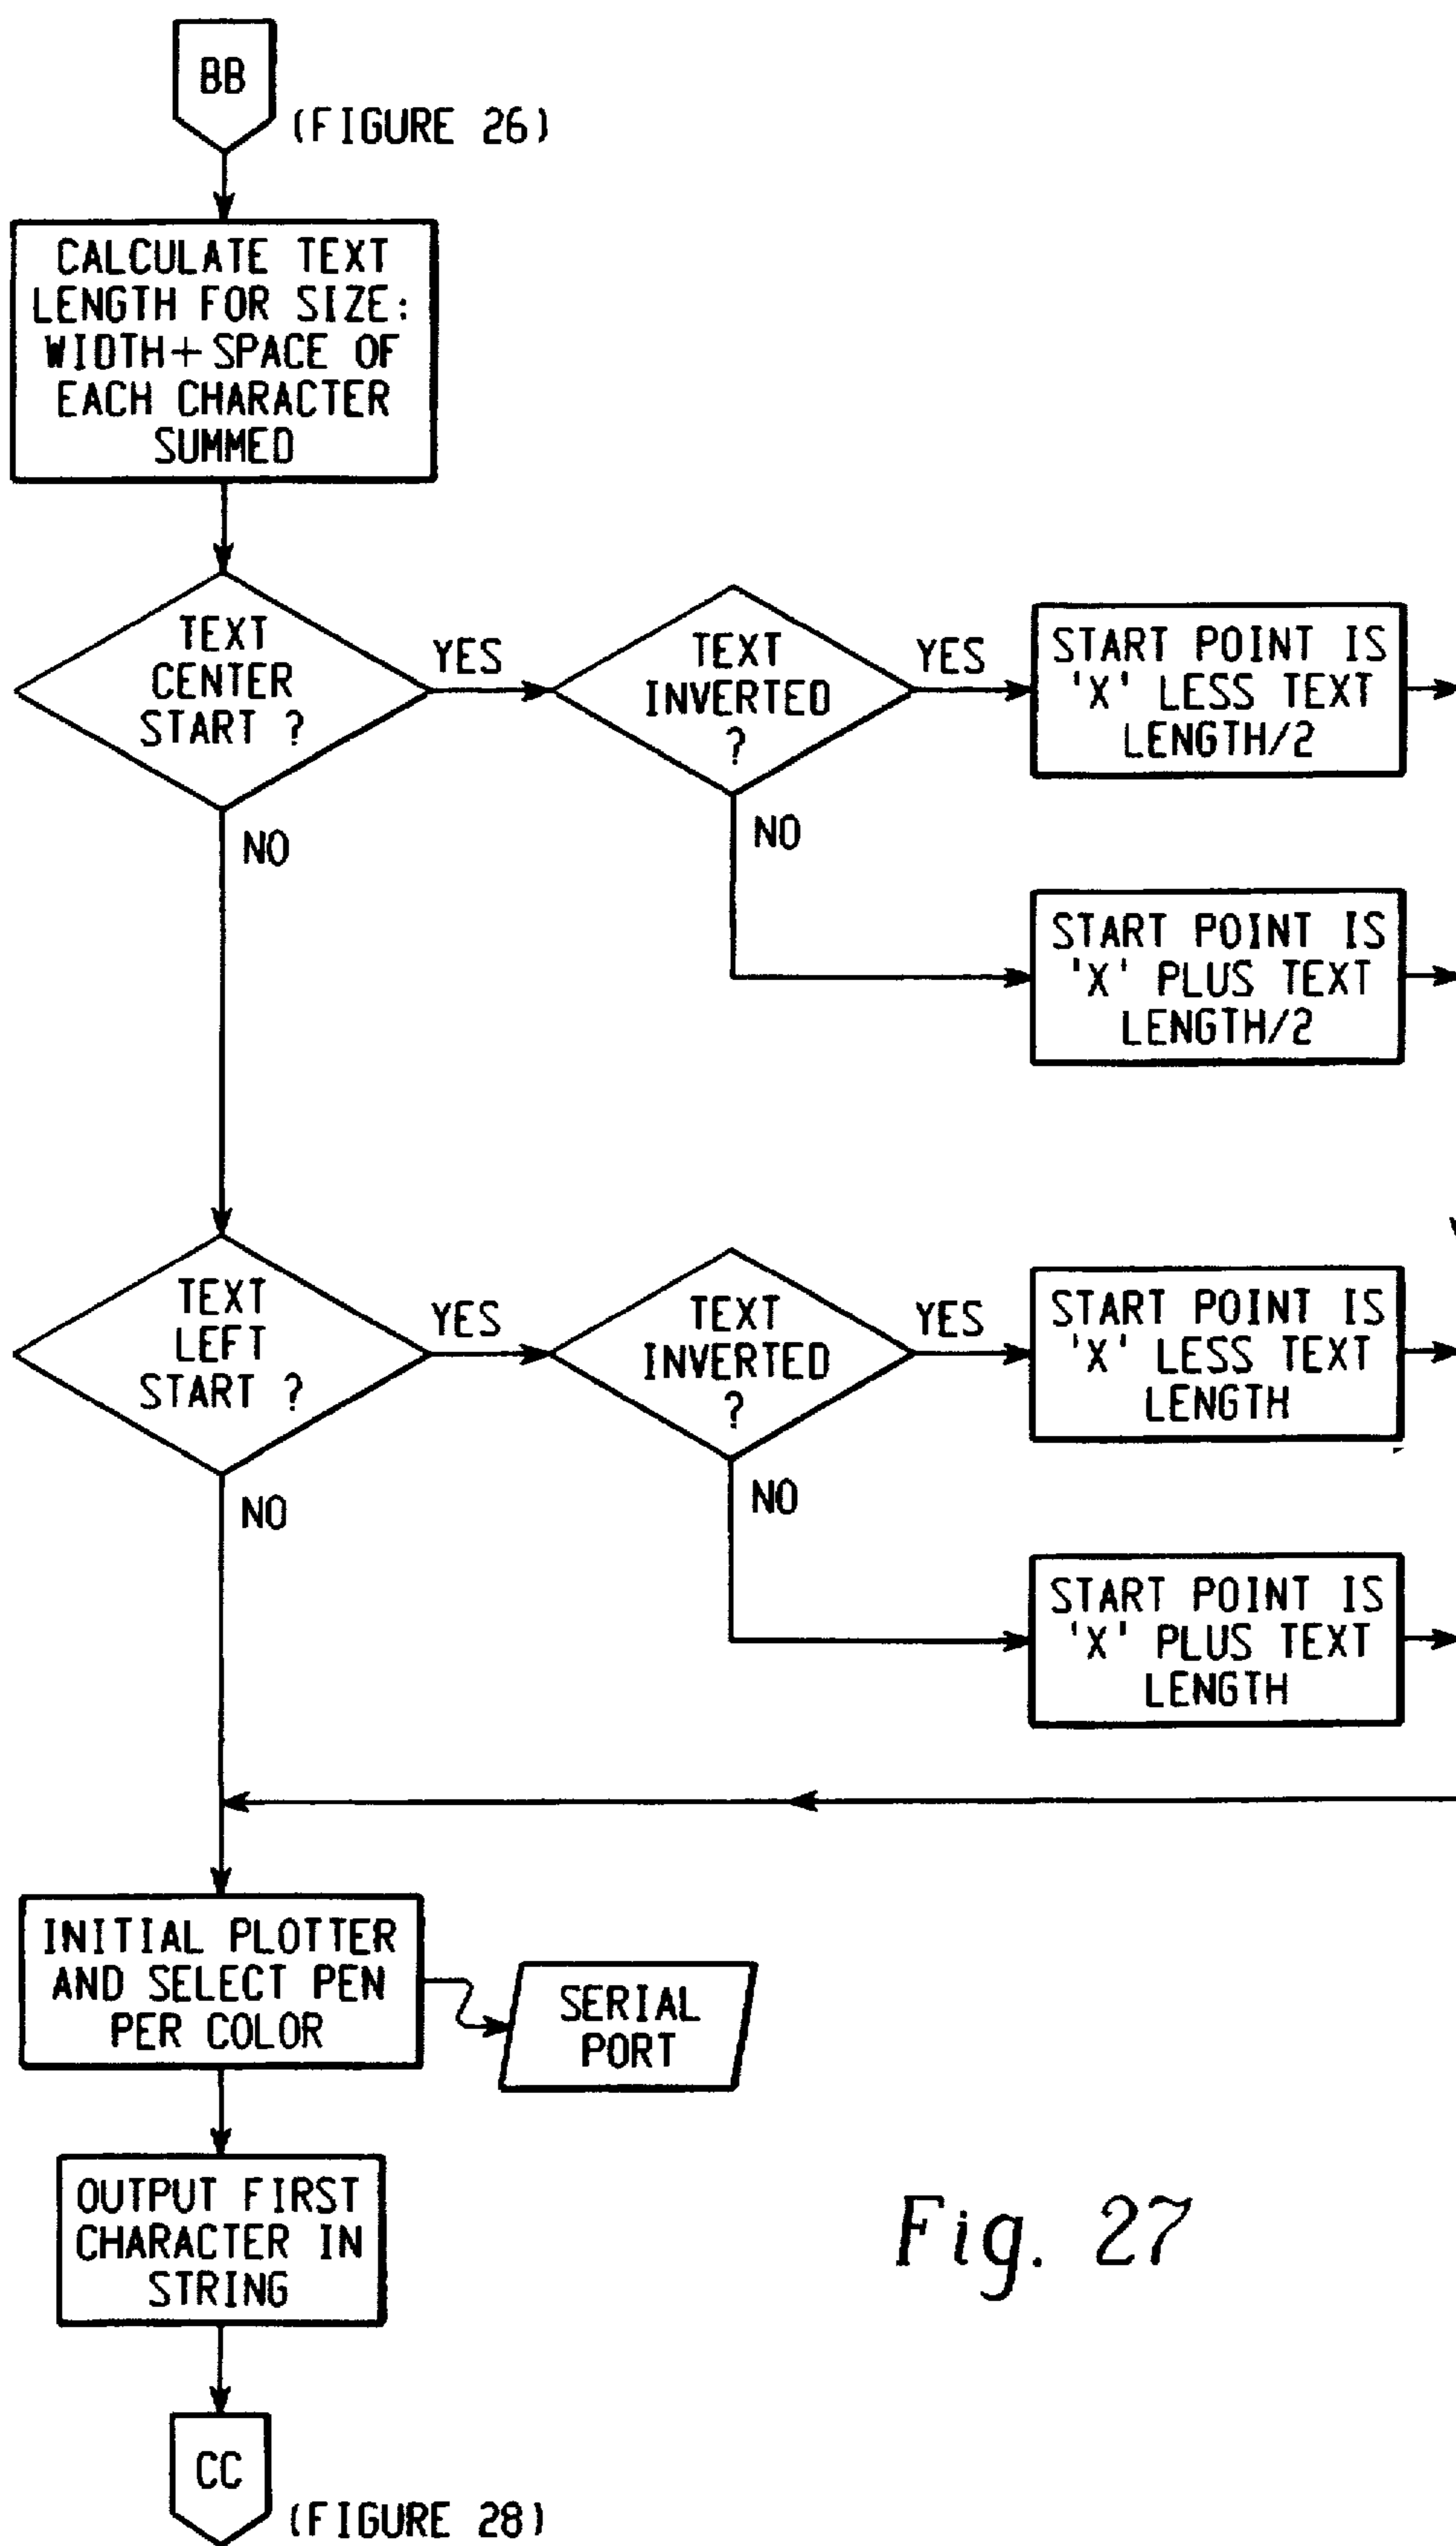 BB
(FIGURE 26)
CALCULATE TEXT
LENGTH FOR SIZE:
WIDTH+SPACE OF
EACH CHARACTER
SUMMED
TEXT
CENTER
START ?
YES
TEXT
INVERTED
?
YES
START POINT IS
'X' LESS TEXT
LENGTH/2
NO
NO
START POINT IS
'X' PLUS TEXT
LENGTH/2
TEXT
LEFT
START ?
YES
TEXT
INVERTED
?
YES
START POINT IS
'X' LESS TEXT
LENGTH
NO
NO
START POINT IS
'X' PLUS TEXT
LENGTH
INITIAL PLOTTER
AND SELECT PEN
PER COLOR
SERIAL
PORT
OUTPUT FIRST
CHARACTER IN
STRING
Fig. 27
CC
(FIGURE 28)